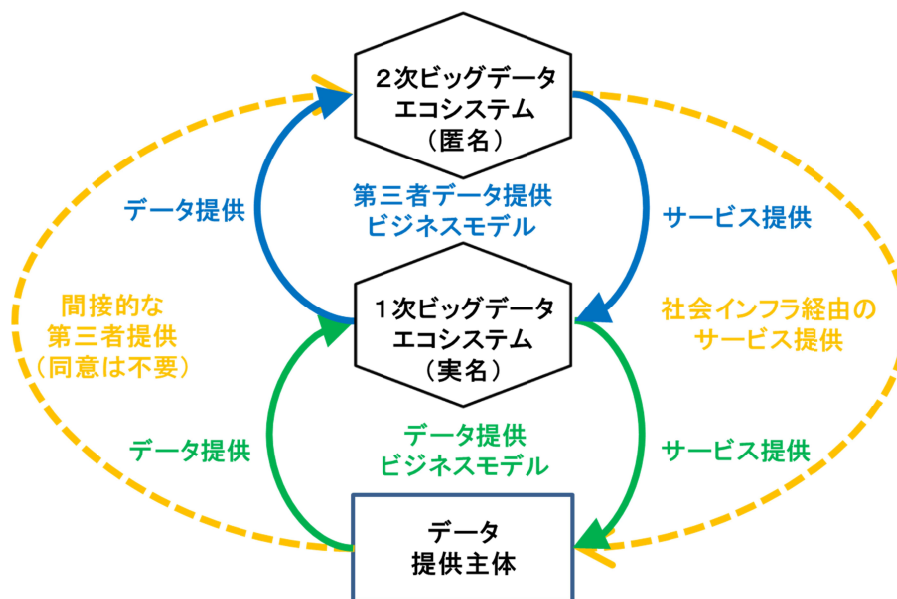 ２次ビッグデータ
エコシステム
（匿名）
データ提供
第三者データ提供
ビジネスモデル
サービス提供
間接的な
第三者提供
（同意は不要）
１次ビッグデータ
エコシステム
（実名）
社会インフラ経由の
サービス提供
データ提供
データ提供
ビジネスモデル
サービス提供
データ
提供主体